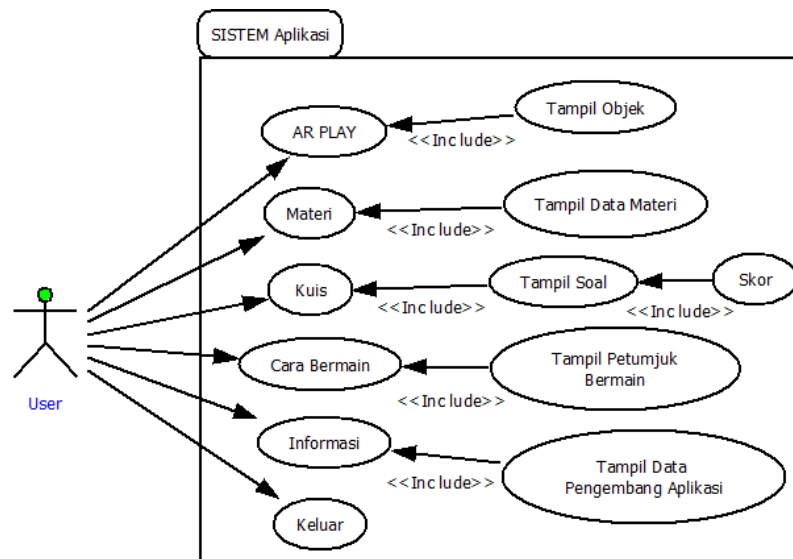 SISTEM Aplikasi
Tampil Objek
AR PLAY
<<Include>>
Tampil Data Materi
Materi
<<Include>>
Skor
Tampil Soal
Kuis
<<Include>>
<<Include>>
Tampil Petumjuk
Bermain
Cara Bermain
<<Include>>
User
Informasi
Tampil Data
Pengembang Aplikasi
<<Include>>
Keluar